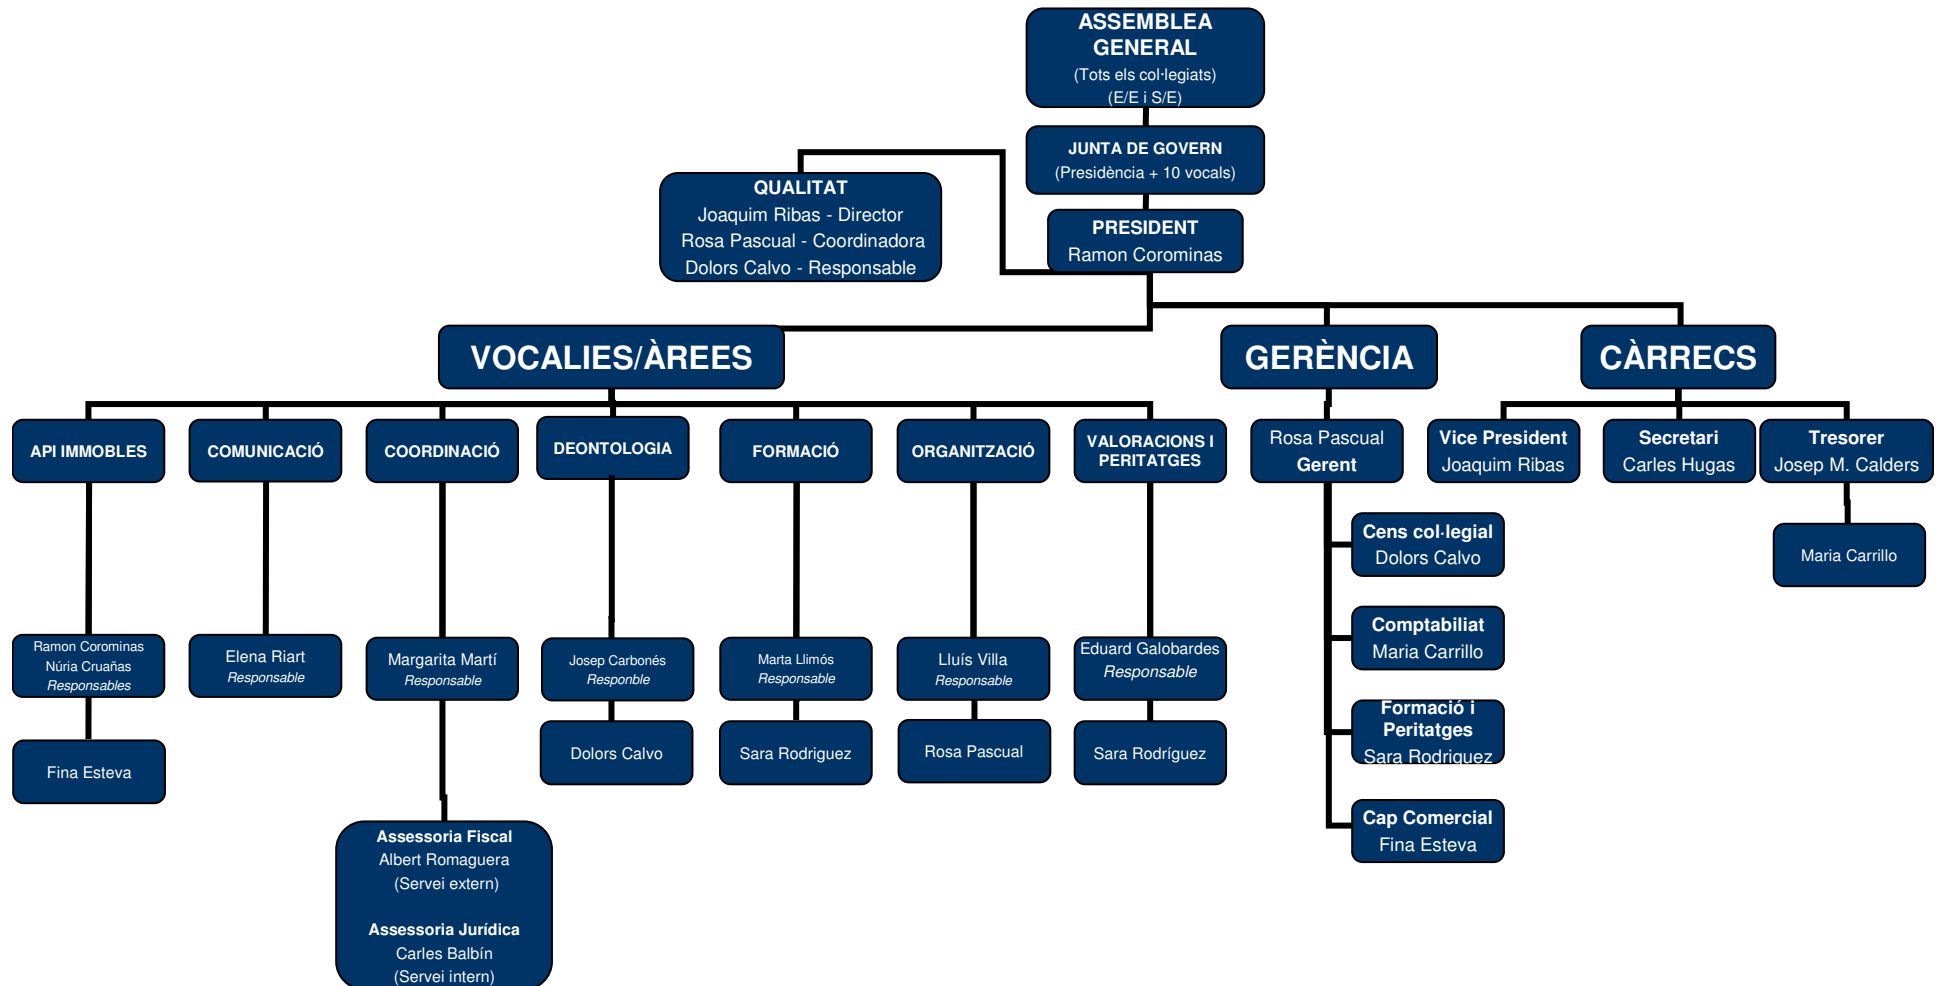 ASSEMBLEA
GENERAL
(Tots els col·legiats)
(E/E i S/E)
JUNTA DE GOVERN
(Presidència + 10 vocals)
QUALITAT
Joaquim Ribas - Director
Rosa Pascual - Coordinadora
Dolors Calvo - Responsable
PRESIDENT
Ramon Corominas
VOCALIES/ÀREES
GERÈNCIA
CÀRRECS
API IMMOBLES
COMUNICACIÓ
COORDINACIÓ
DEONTOLOGIA
FORMACIÓ
ORGANITZACIÓ
VALORACIONS I
PERITATGES
Rosa Pascual
Gerent
Vice President
Joaquim Ribas
Secretari
Carles Hugas
Tresorer
Josep M. Calders
Cens col·legial
Dolors Calvo
Maria Carrillo
Comptabiliat
Maria Carrillo
Formació i
Peritatges
Sara Rodriguez
Cap Comercial
Fina Esteva
Ramon Corominas
Núria Cruañas
Responsables
Elena Riart
Responsable
Margarita Martí
Responsable
Josep Carbonés
Responble
Marta Llimós
Responsable
Lluís Villa
Responsable
Eduard Galobardes
Responsable
Fina Esteva
Dolors Calvo
Sara Rodriguez
Rosa Pascual
Sara Rodríguez
Assessoria Fiscal
Albert Romaguera
(Servei extern)
Assessoria Jurídica
Carles Balbín
(Servei intern)